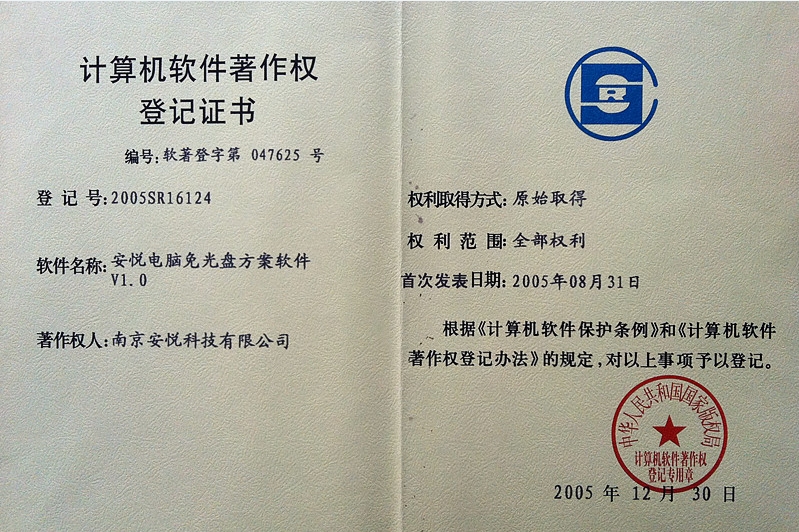 计算机软件著作权
登记证书
编号:软著登字第 047625 号
登 记 号:2005SR16124
软件名称:安悦电脑免光盘方案软件
V1.0
著作权人:南京安悦科技有限公司
SR
权利取得方式:原始取得
权 利 范 围:全部权利
首次发表日期:2005年08月31日
根据《计算机软件保护条例》和《计算机软件
著作权登记办法》的规定,对以上事项予以登记。
中华人民共和国国家版权局
计算机软件著作权
登记专用章
2005 年 12 月 30 日